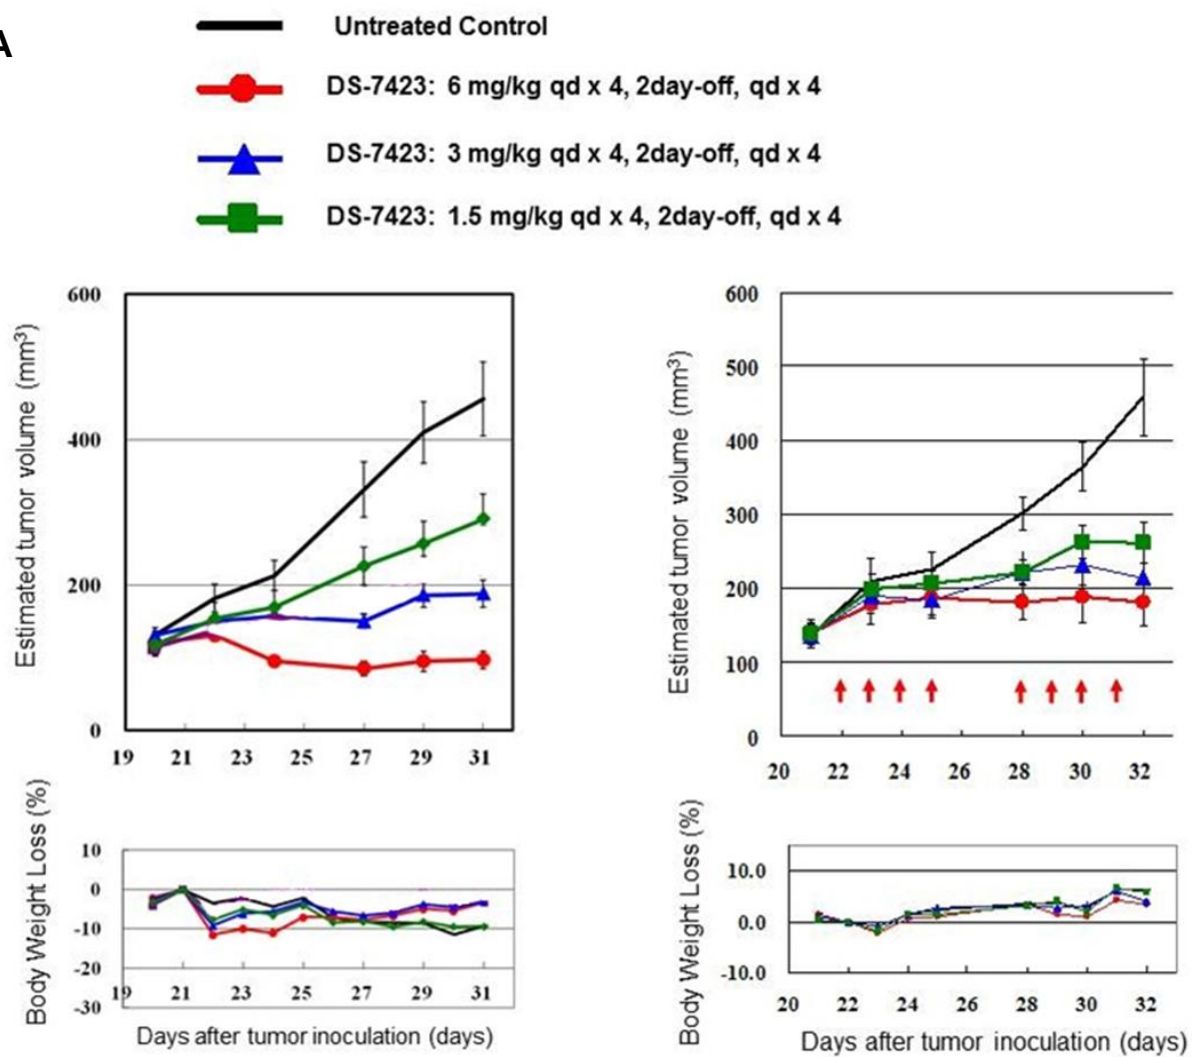 A
Untreated Control
DS-7423: 6 mg/kg qd x 4, 2day-off, qd x 4
DS-7423: 3 mg/kg qd x 4, 2day-off, qd x 4
DS-7423: 1.5 mg/kg qd x 4, 2day-off, qd x 4
Estimated tumor volume (mm³)
600
400
200
0
19 21 23 25 27 29 31
Body Weight Loss (%)
10
0
-10
-20
-30
19 21 23 25 27 29 31
Days after tumor inoculation (days)
Estimated tumor volume (mm³)
600
500
400
300
200
100
0
20 22 24 26 28 30 32
Body Weight Loss (%)
10.0
0.0
-10.0
20 22 24 26 28 30 32
Days after tumor inoculation (days)